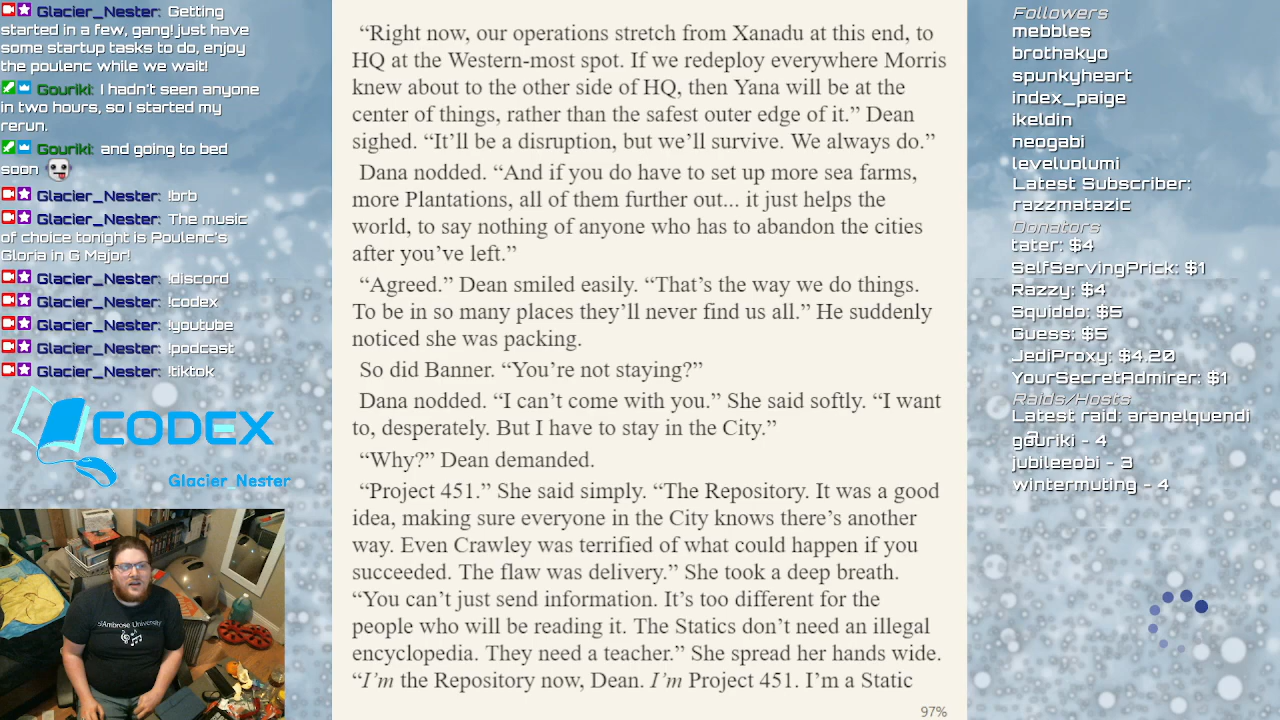 Glacier_Nester: Getting
started in a few, gang! just have
some startup tasks to do, enjoy
the poulenc while we wait!
Gouriki: I hadn't seen anyone
in two hours, so I started my
rerun.
Gouriki: and going to bed
soon
Glacier_Nester: !brb
Glacier_Nester: The music
of choice tonight is Poulenc's
Gloria in G Major!
Glacier_Nester: !discord
Glacier_Nester: !codex
Glacier_Nester: !youtube
Glacier_Nester: !podcast
Glacier_Nester: !tiktok
CODEX
Glacier Nester
Ambrose University
“Right now, our operations stretch from Xanadu at this end, to
HQ at the Western-most spot. If we redeploy everywhere Morris
knew about to the other side of HQ, then Yana will be at the
center of things, rather than the safest outer edge of it.” Dean
sighed. “It’ll be a disruption, but we’ll survive. We always do.”
Dana nodded. “And if you do have to set up more sea farms,
more Plantations, all of them further out... it just helps the
world, to say nothing of anyone who has to abandon the cities
after you’ve left.”
“Agreed.” Dean smiled easily. “That’s the way we do things.
To be in so many places they’ll never find us all.” He suddenly
noticed she was packing.
So did Banner. “You’re not staying?”
Dana nodded. “I can’t come with you.” She said softly. “I want
to, desperately. But I have to stay in the City.”
“Why?” Dean demanded.
“Project 451.” She said simply. “The Repository. It was a good
idea, making sure everyone in the City knows there’s another
way. Even Crawley was terrified of what could happen if you
succeeded. The flaw was delivery.” She took a deep breath.
“You can’t just send information. It’s too different for the
people who will be reading it. The Statics don’t need an illegal
encyclopedia. They need a teacher.” She spread her hands wide.
“I’m the Repository now, Dean. I’m Project 451. I’m a Static
97%
Followers
mebbles
brothakyo
spunkyheart
index_paige
ikeldin
neogabi
leveluplumi
Latest Subscriber:
razzmatazic
Donators
tater: $4
SelfServingPrick: $1
Razzy: $4
Squiddo: $5
Guess: $5
JediProxy: $4.20
YourSecretAdmirer: $1
Raids/Hosts
Latest raid: aranelquendi
gouriki - 4
jubileepbi - 3
wintermuting - 4